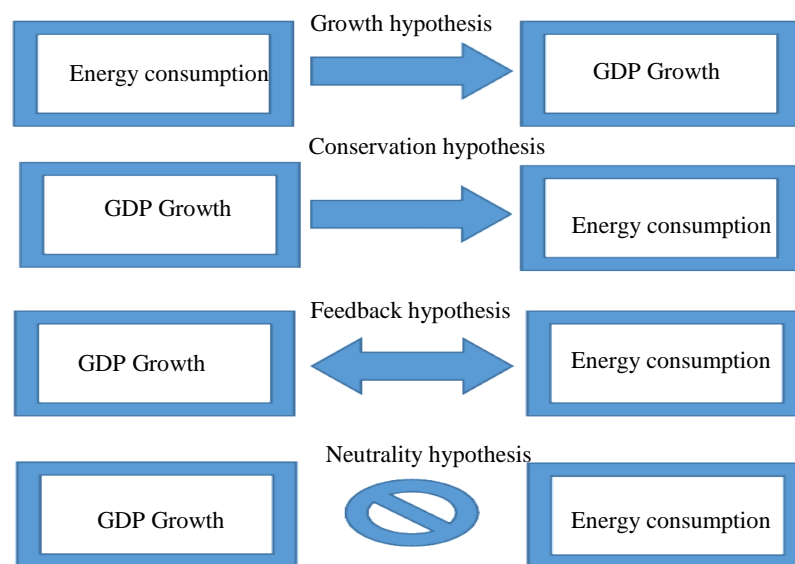 Growth hypothesis
Energy consumption
GDP Growth
Conservation hypothesis
GDP Growth
Energy consumption
Feedback hypothesis
GDP Growth
Energy consumption
Neutrality hypothesis
GDP Growth
Energy consumption